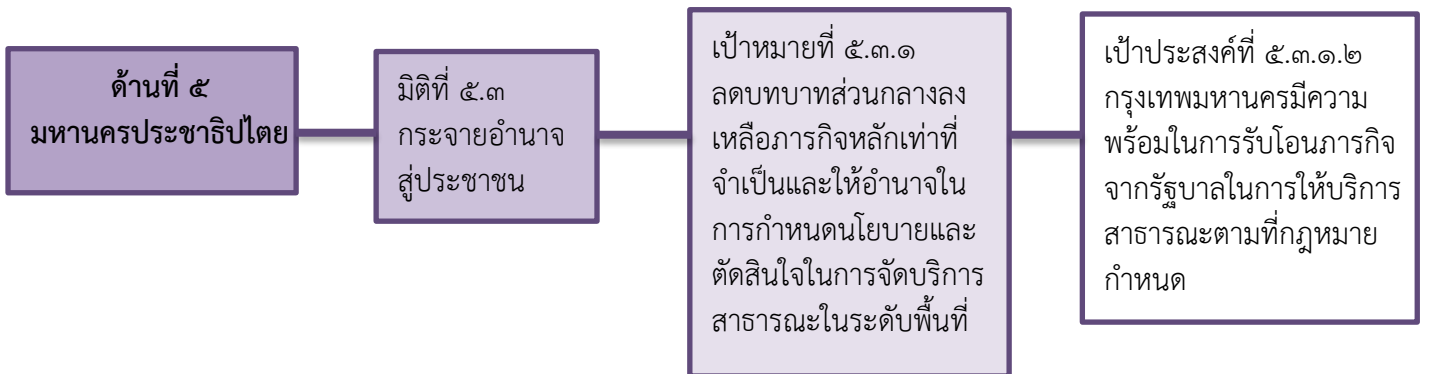 ด้านที่ ๕
มหานครประชาธิปไตย
มิติที่ ๕.๓
กระจายอำนาจ
สู่ประชาชน
เป้าหมายที่ ๕.๓.๑
ลดบทบาทส่วนกลางลง
เหลือภารกิจหลักเท่าที่
จำเป็นและให้อำนาจใน
การกำหนดนโยบายและ
ตัดสินใจในการจัดบริการ
สาธารณะในระดับพื้นที่
เป้าประสงค์ที่ ๕.๓.๑.๒
กรุงเทพมหานครมีความ
พร้อมในการรับโอนภารกิจ
จากรัฐบาลในการให้บริการ
สาธารณะตามที่กฎหมาย
กำหนด